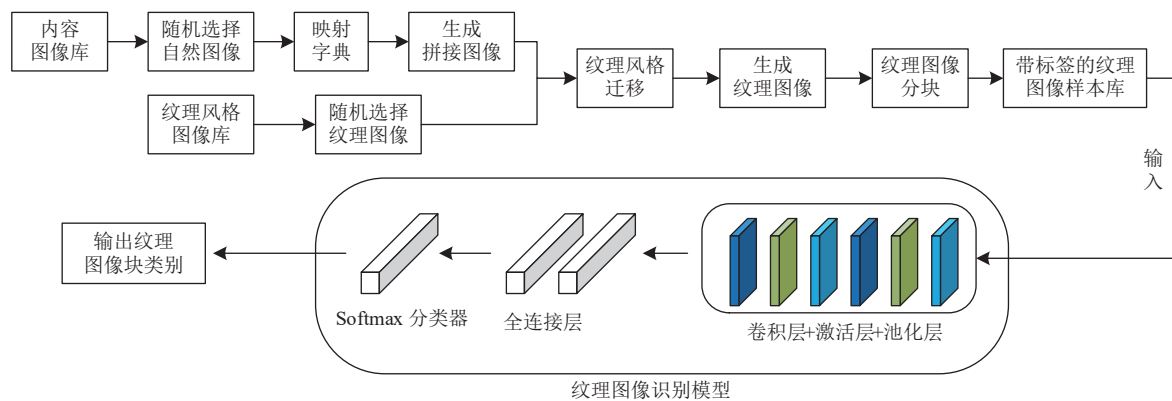 内容
图像库
随机选择
自然图像
映射
字典
生成
拼接图像
纹理风格
图像库
随机选择
纹理图像
纹理风格
迁移
生成
纹理图像
纹理图像
分块
带标签的纹理
图像样本库
输
入
卷积层+激活层+池化层
全连接层
Softmax 分类器
输出纹理
图像块类别
纹理图像识别模型